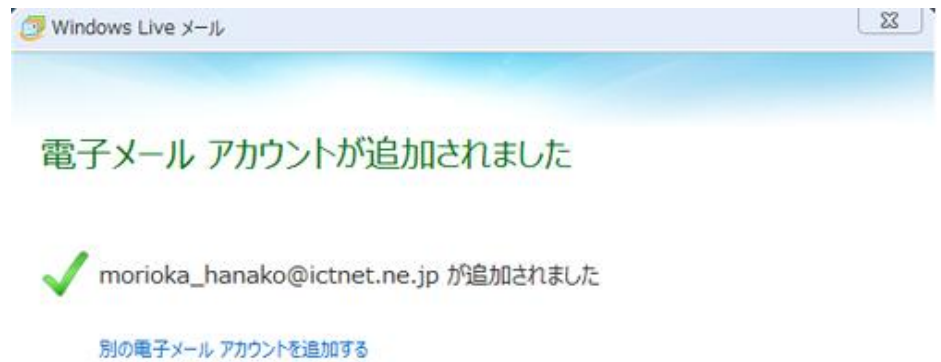 Windows Live メール
電子メール アカウントが追加されました
morioka_hanako@ictnet.ne.jp が追加されました
別の電子メール アカウントを追加する